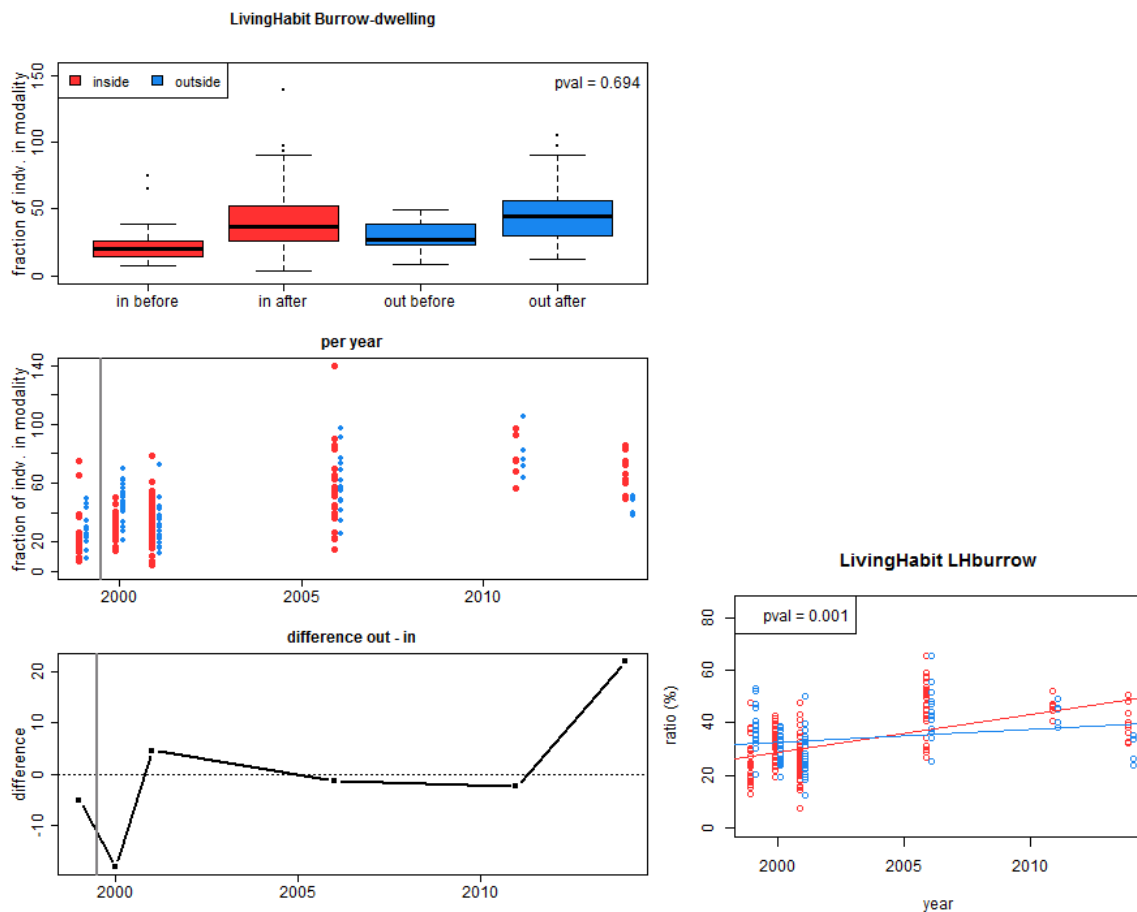 LivingHabit Burrow-dwelling
fraction of indv. in modality
0 50 100 150
inside outside
pval = 0.694
in before in after out before out after
per year
fraction of indv. in modality
0 20 60 100 140
2000 2005 2010
difference out - in
difference
-10 0 10 20
2000 2005 2010
LivingHabit LHburrow
pval = 0.001
ratio (%)
0 20 40 60 80
2000 2005 2010
year